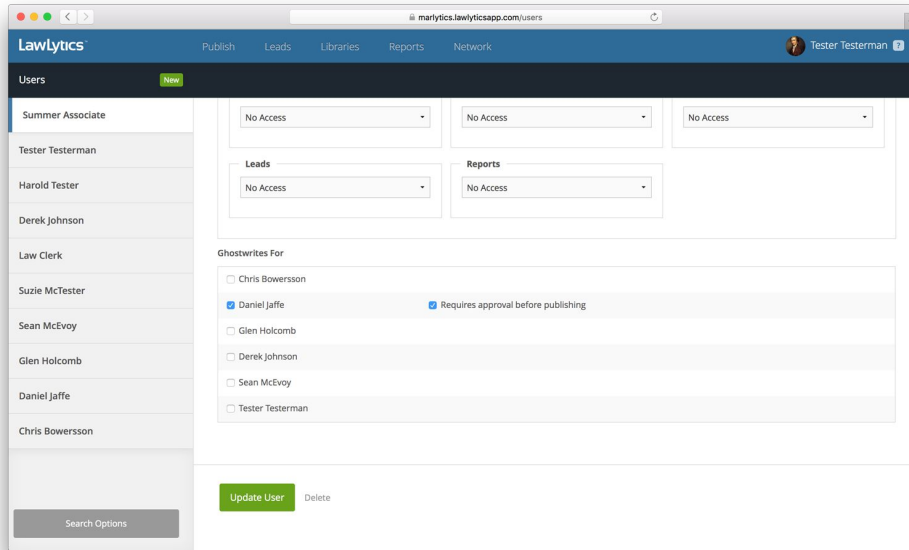 marlytics.lawlyticsapp.com/users
LawLytics
Publish Leads Libraries Reports Network
Tester Testerman ?
Users New
Summer Associate
Tester Testerman
Harold Tester
Derek Johnson
Law Clerk
Suzie McTester
Sean McEvoy
Glen Holcomb
Daniel Jaffe
Chris Bowersson
Search Options
No Access No Access No Access
Leads Reports
No Access No Access
Ghostwrites For
Chris Bowersson
Daniel Jaffe Requires approval before publishing
Glen Holcomb
Derek Johnson
Sean McEvoy
Tester Testerman
Update User Delete